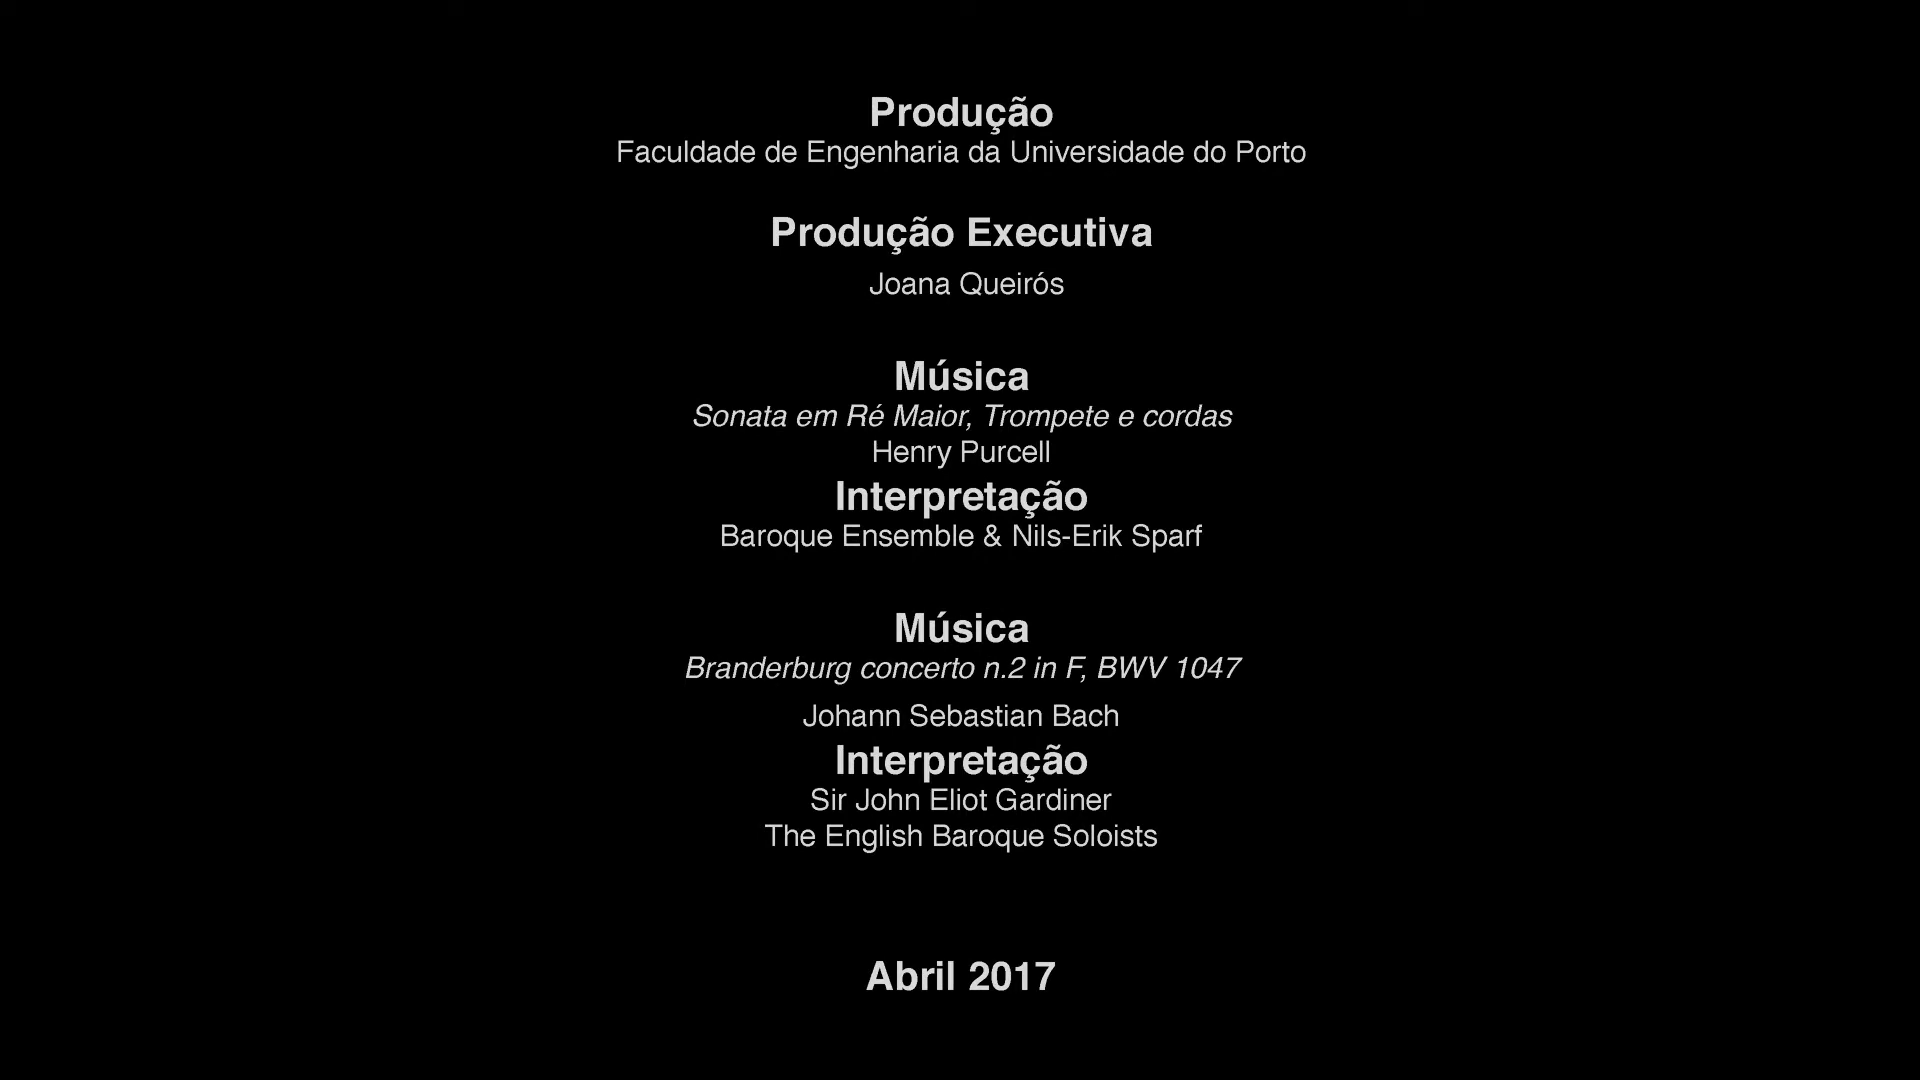 Produção
Faculdade de Engenharia da Universidade do Porto
Produção Executiva
Joana Queirós
Música
Sonata em Ré Maior, Trompete e cordas
Henry Purcell
Interpretação
Baroque Ensemble & Nils-Erik Sparf
Música
Branderburg concerto n.2 in F, BWV 1047
Johann Sebastian Bach
Interpretação
Sir John Eliot Gardiner
The English Baroque Soloists
Abril 2017